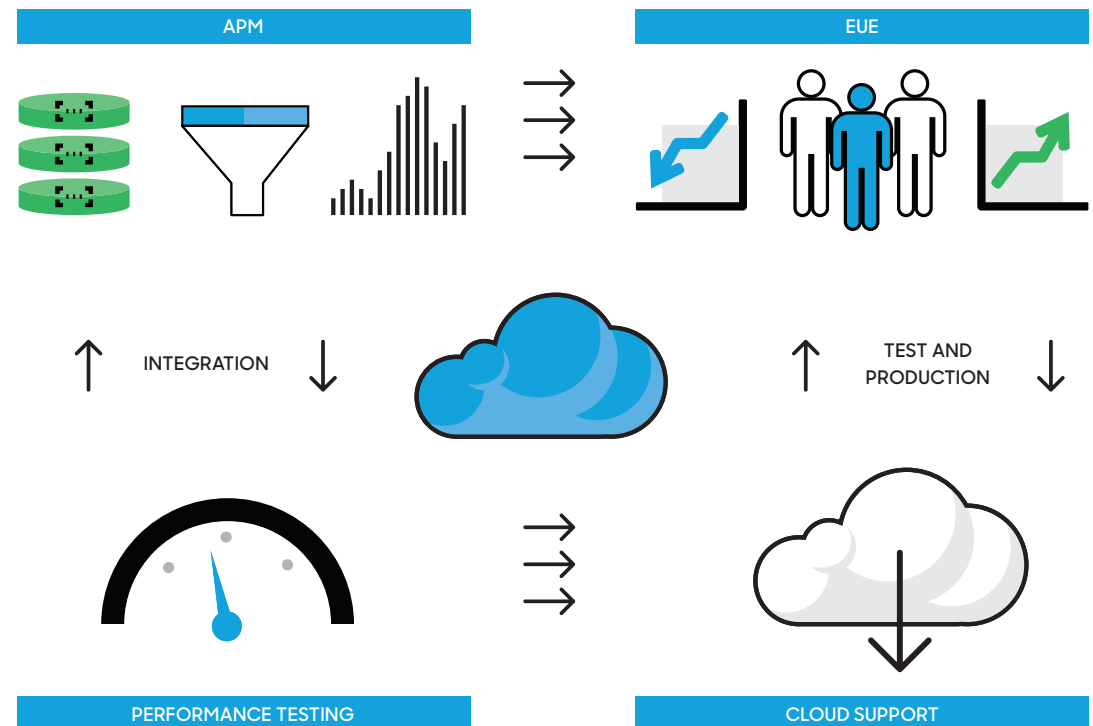 APM
EUE
INTEGRATION
TEST AND
PRODUCTION
PERFORMANCE TESTING
CLOUD SUPPORT